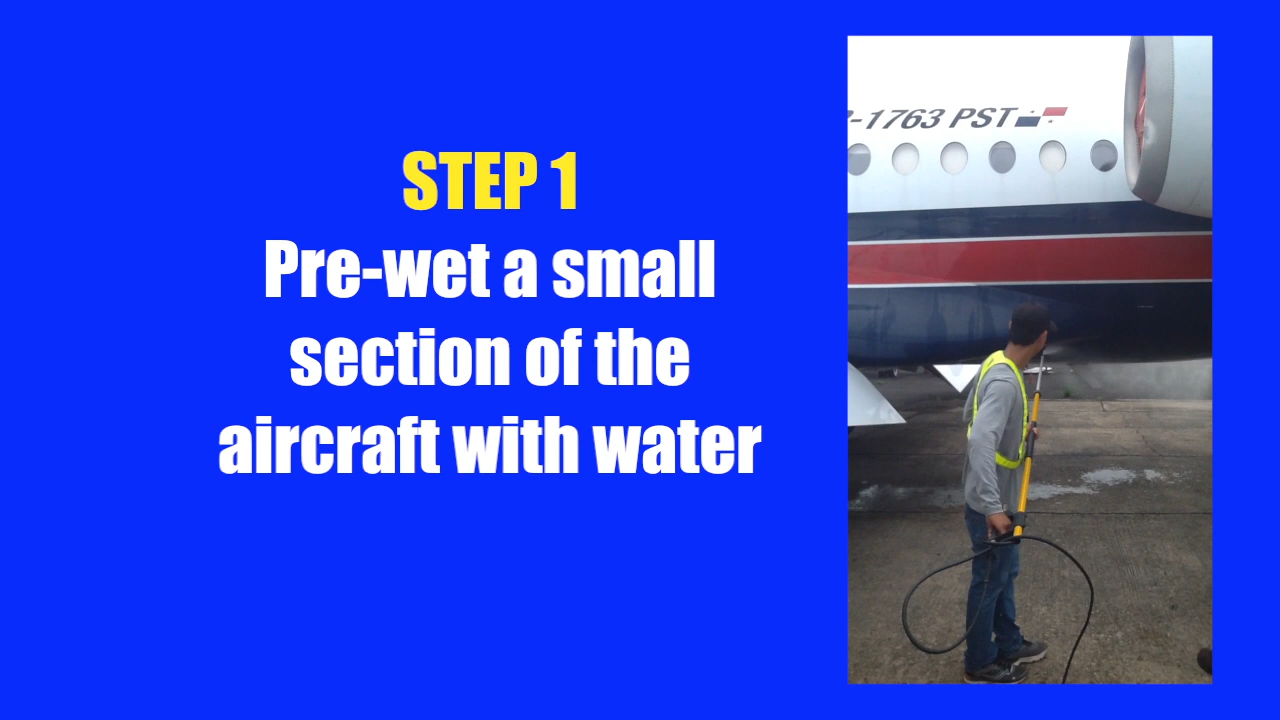 STEP 1
Pre-wet a small
section of the
aircraft with water
-1763 PST